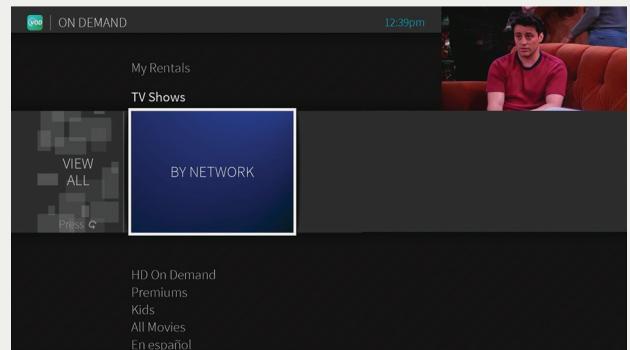 VOD
ON DEMAND
12:39pm
My Rentals
TV Shows
VIEW
ALL
Press
BY NETWORK
HD On Demand
Premiums
Kids
All Movies
En español